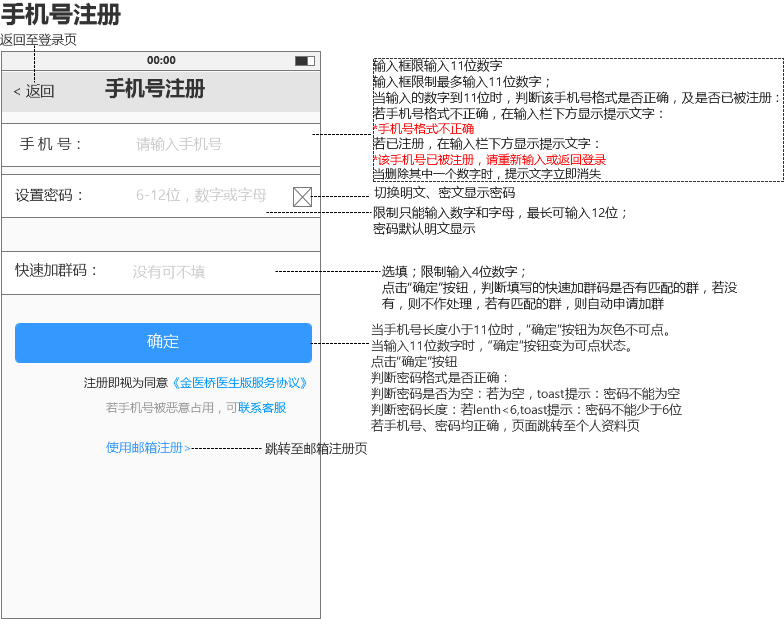 手机号注册
返回至登录页
00:00
< 返回
手机号注册
手 机 号：
请输入手机号
设置密码：
6-12位，数字或字母
快速加群码：
没有可不填
确定
注册即视为同意《金医桥医生版服务协议》
若手机号被恶意占用，可联系客服
使用邮箱注册>
跳转至邮箱注册页
输入框限输入11位数字
输入框限制最多输入11位数字；
当输入的数字到11位时，判断该手机号格式是否正确，及是否已被注册：
若手机号格式不正确，在输入栏下方显示提示文字：
*手机号格式不正确
若已注册，在输入栏下方显示提示文字：
*该手机号已被注册，请重新输入或返回登录
当删除其中一个数字时，提示文字立即消失
切换明文、密文显示密码
限制只能输入数字和字母，最长可输入12位；
密码默认明文显示
选填；限制输入4位数字；
点击“确定”按钮，判断填写的快速加群码是否有匹配的群，若没
有，则不作处理，若有匹配的群，则自动申请加群
当手机号长度小于11位时，“确定”按钮为灰色不可点。
当输入11位数字时，“确定”按钮变为可点状态。
点击“确定”按钮
判断密码格式是否正确：
判断密码是否为空：若为空，toast提示：密码不能为空
判断密码长度：若lenth<6,toast提示：密码不能少于6位
若手机号、密码均正确，页面跳转至个人资料页